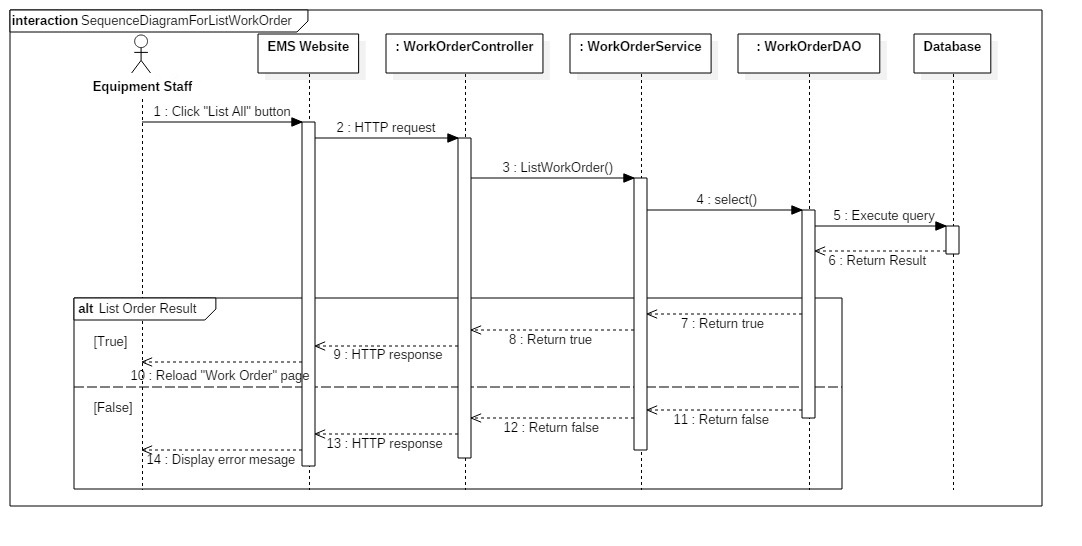 interaction SequenceDiagramForListWorkOrder
EMS Website
: WorkOrderController
: WorkOrderService
: WorkOrderDAO
Database
Equipment Staff
1 : Click "List All" button
2 : HTTP request
3 : ListWorkOrder()
4 : select()
5 : Execute query
6 : Return Result
alt List Order Result
[True]
7 : Return true
8 : Return true
9 : HTTP response
10 : Reload "Work Order" page
[False]
11 : Return false
12 : Return false
13 : HTTP response
14 : Display error mesage